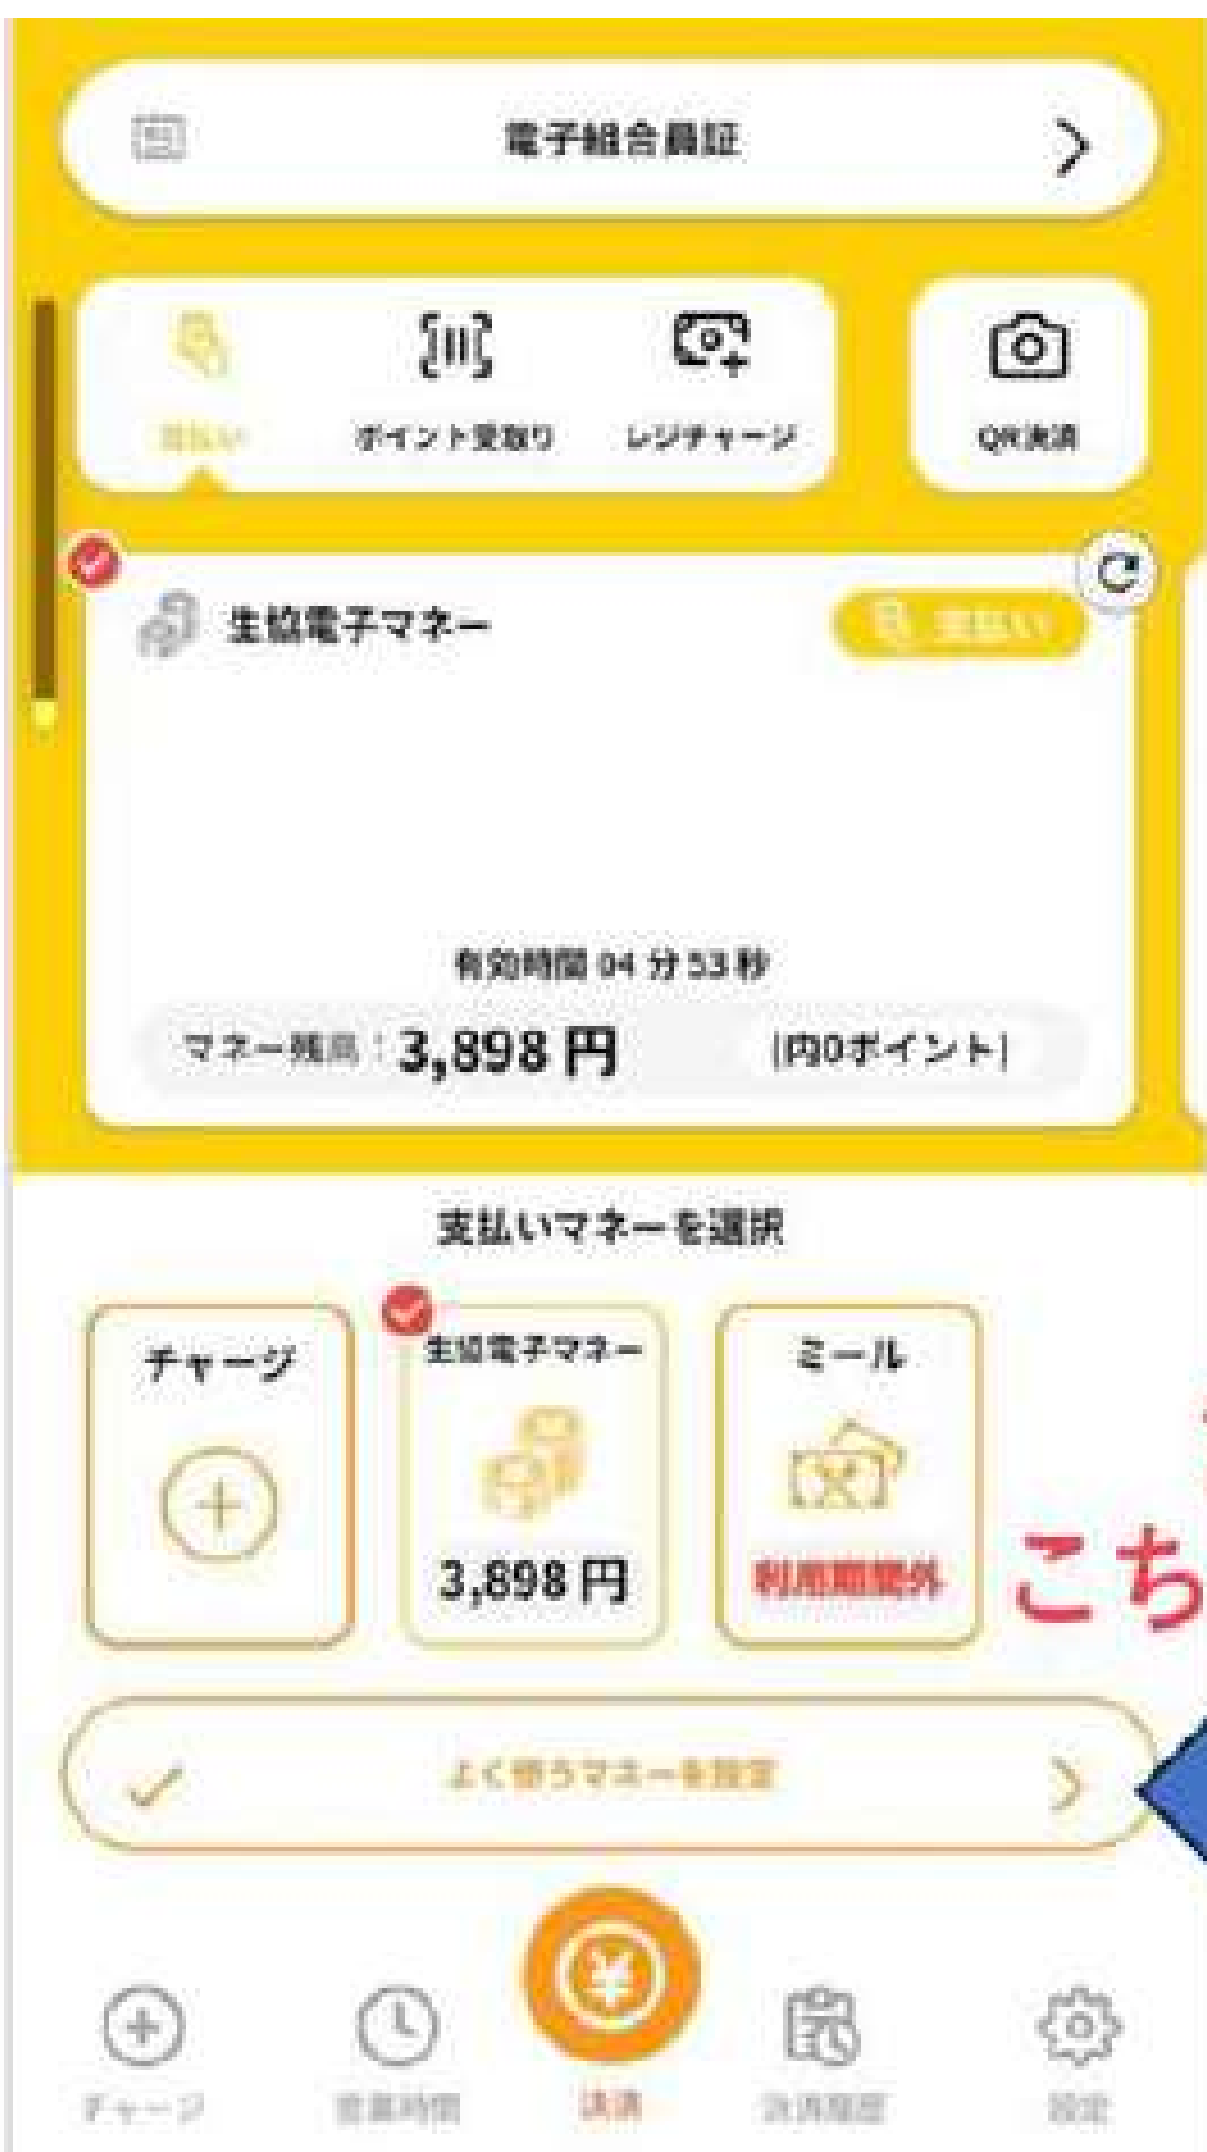 電子組合員証
支払い
ポイント受取り
レジチャージ
QR決済
生協電子マネー
支払い
有効時間 04 分 53 秒
マネー残高：3,898 円 (内0ポイント)
支払いマネーを選択
チャージ
生協電子マネー
3,898 円
ミール
利用期間外
こち
よく使うマネーを設定
チャージ
営業時間
決済
決済履歴
設定